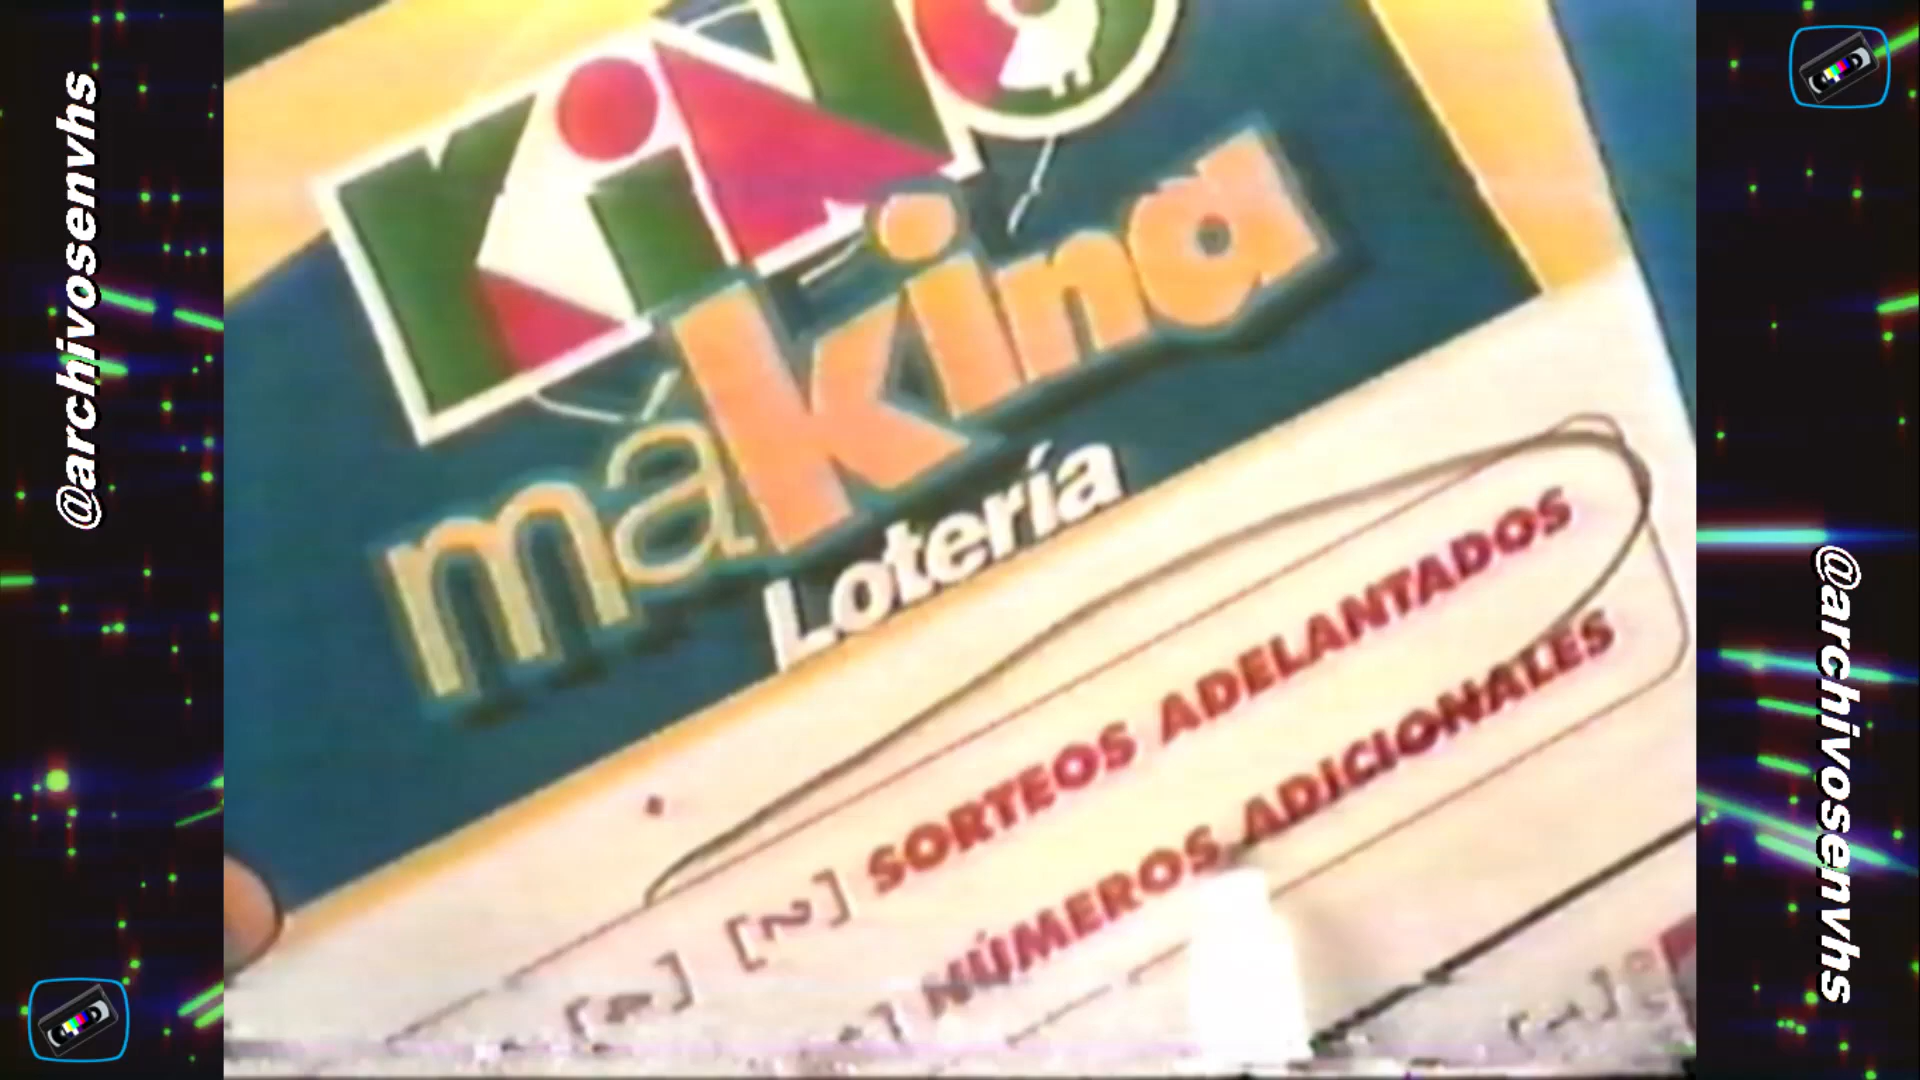 KiNO
makina
Lotería
[2] SORTEOS ADELANTADOS
NÚMEROS ADICIONALES
@archivosenvhs
@archivosenvhs